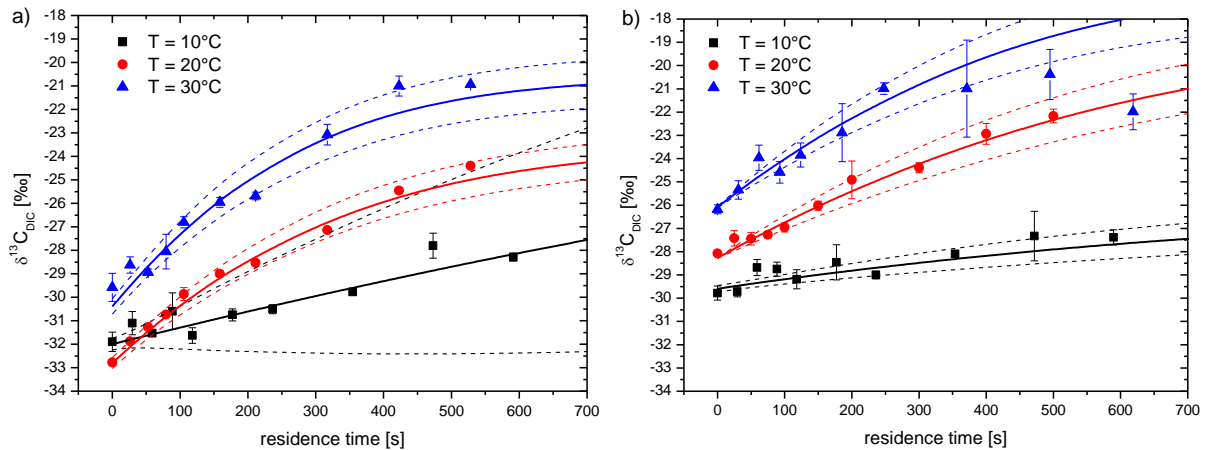 a)
T = 10°C
T = 20°C
T = 30°C
-18
-19
-20
-21
-22
-23
-24
-25
-26
-27
-28
-29
-30
-31
-32
-33
-34
0 100 200 300 400 500 600 700
residence time [s]
δ¹³C_DIC [‰]
b)
T = 10°C
T = 20°C
T = 30°C
-18
-19
-20
-21
-22
-23
-24
-25
-26
-27
-28
-29
-30
-31
-32
-33
-34
0 100 200 300 400 500 600 700
residence time [s]
δ¹³C_DIC [‰]